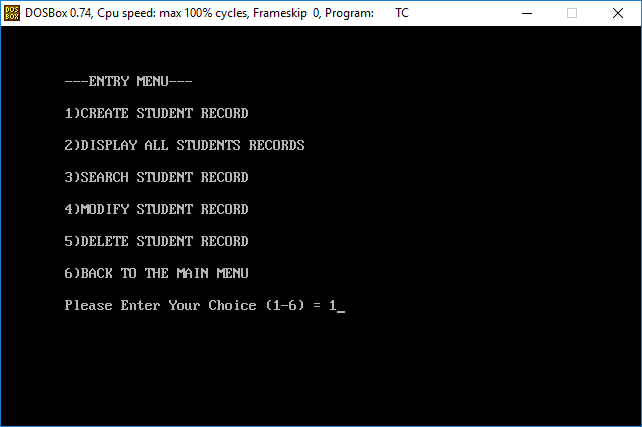 DOS
BOX
DOSBox 0.74, Cpu speed: max 100% cycles, Frameskip 0, Program: TC
---ENTRY MENU---
1)CREATE STUDENT RECORD
2)DISPLAY ALL STUDENTS RECORDS
3)SEARCH STUDENT RECORD
4)MODIFY STUDENT RECORD
5)DELETE STUDENT RECORD
6)BACK TO THE MAIN MENU
Please Enter Your Choice (1-6) = 1_